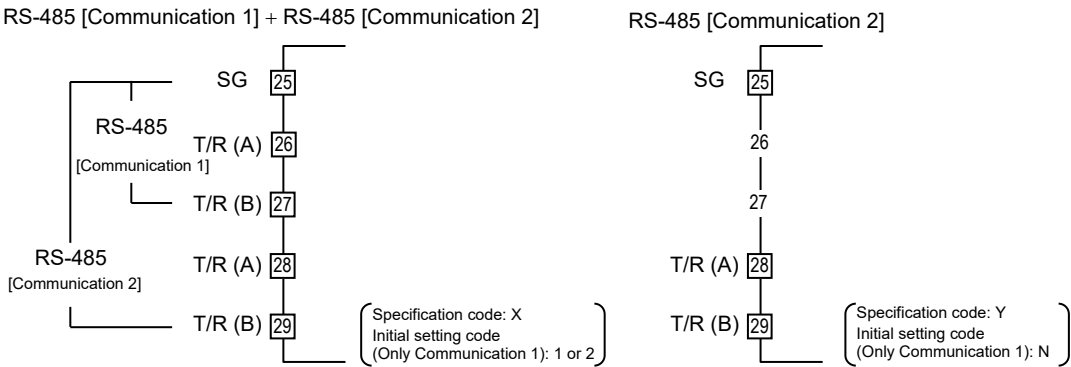 RS-485 [Communication 1] + RS-485 [Communication 2]
SG 25
RS-485
[Communication 1]
T/R (A) 26
T/R (B) 27
RS-485
[Communication 2]
T/R (A) 28
T/R (B) 29
Specification code: X
Initial setting code
(Only Communication 1): 1 or 2
RS-485 [Communication 2]
SG 25
26
27
T/R (A) 28
T/R (B) 29
Specification code: Y
Initial setting code
(Only Communication 1): N